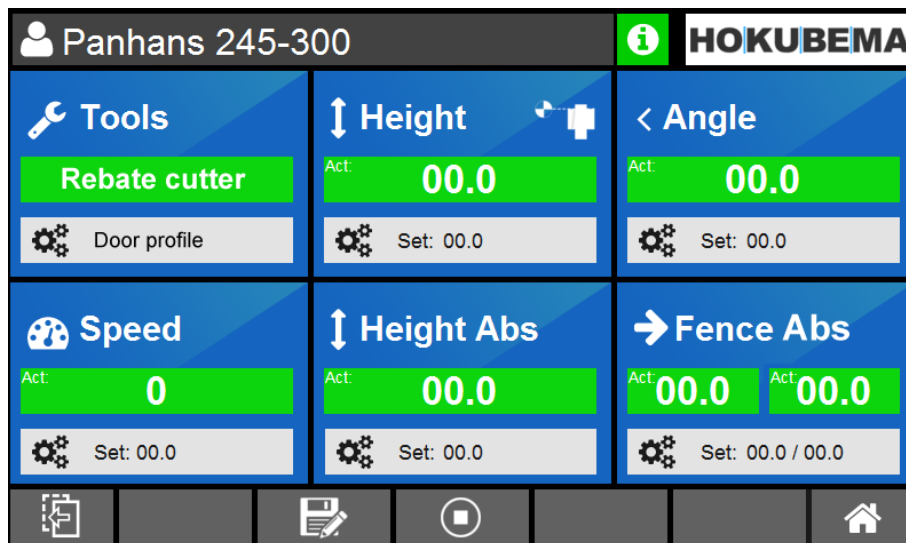 Panhans 245-300
i
HOKUBEMA
Tools
Rebate cutter
Door profile
Height
Act:
00.0
Set: 00.0
< Angle
Act:
00.0
Set: 00.0
Speed
Act:
0
Set: 00.0
Height Abs
Act:
00.0
Set: 00.0
Fence Abs
Act:
00.0
Act:
00.0
Set: 00.0 / 00.0